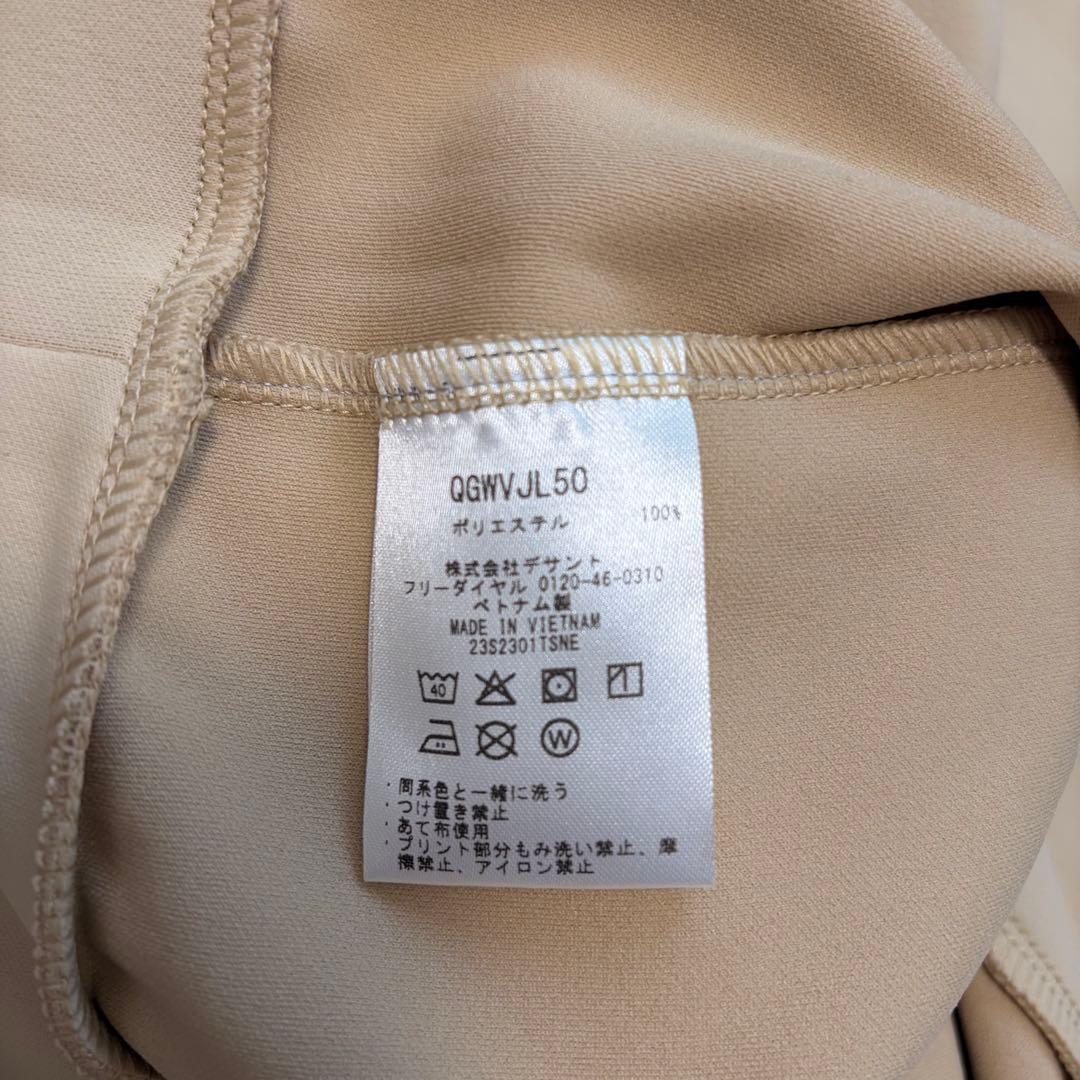 QGWVJL50
ポリエステル 100%
株式会社デサント
フリーダイヤル 0120-46-0310
ベトナム製
MADE IN VIETNAM
23S2301TSNE
40
W
・同系色と一緒に洗う
・つけ置き禁止
・あて布使用
・プリント部分もみ洗い禁止、摩
擦禁止、アイロン禁止